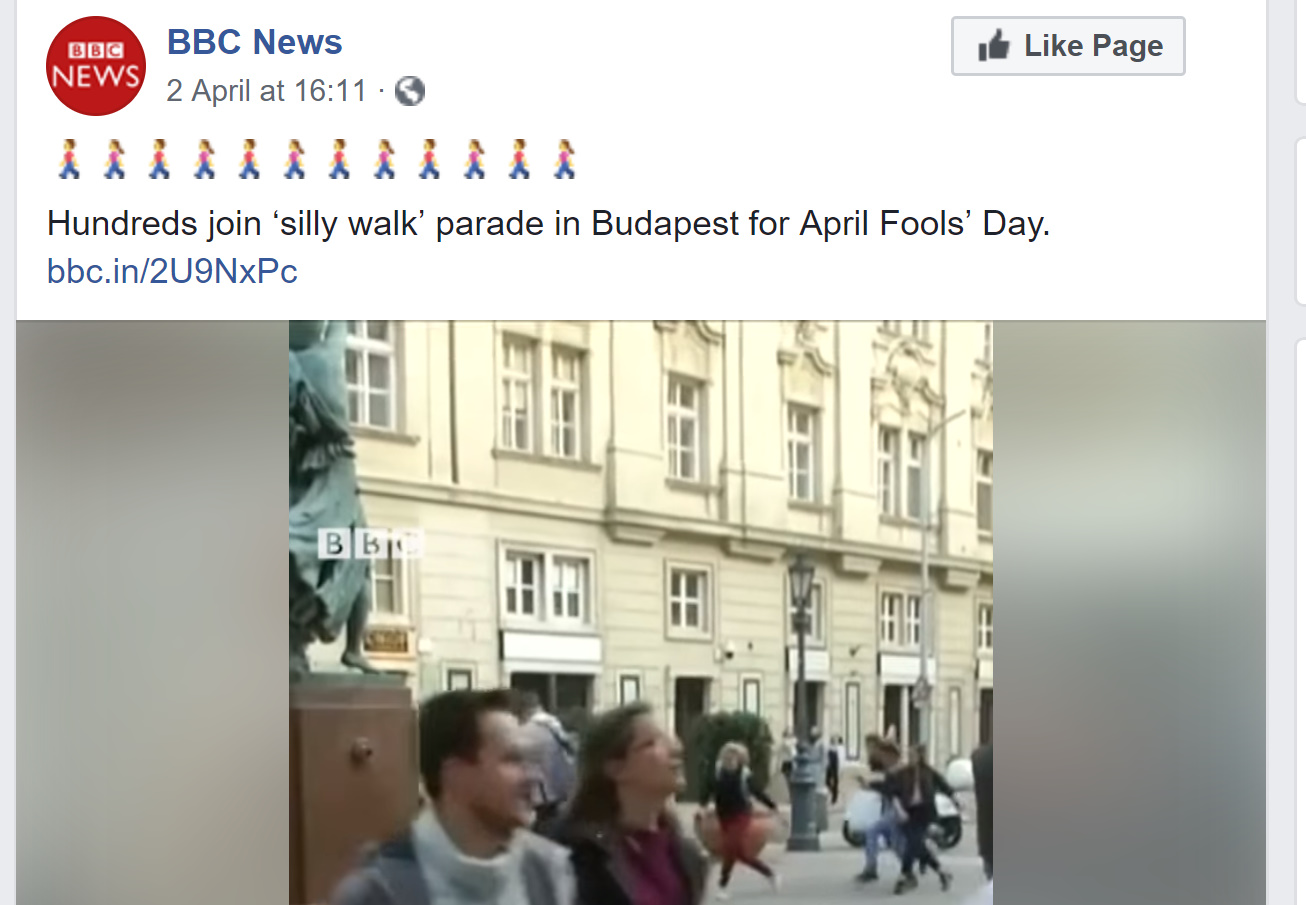 BBC
NEWS
BBC News
2 April at 16:11 ·
Like Page
🚶🚶‍♀️🚶🚶‍♀️🚶🚶‍♀️🚶🚶‍♀️🚶🚶‍♀️🚶🚶‍♀️
Hundreds join ‘silly walk’ parade in Budapest for April Fools’ Day.
bbc.in/2U9NxPc
BBC